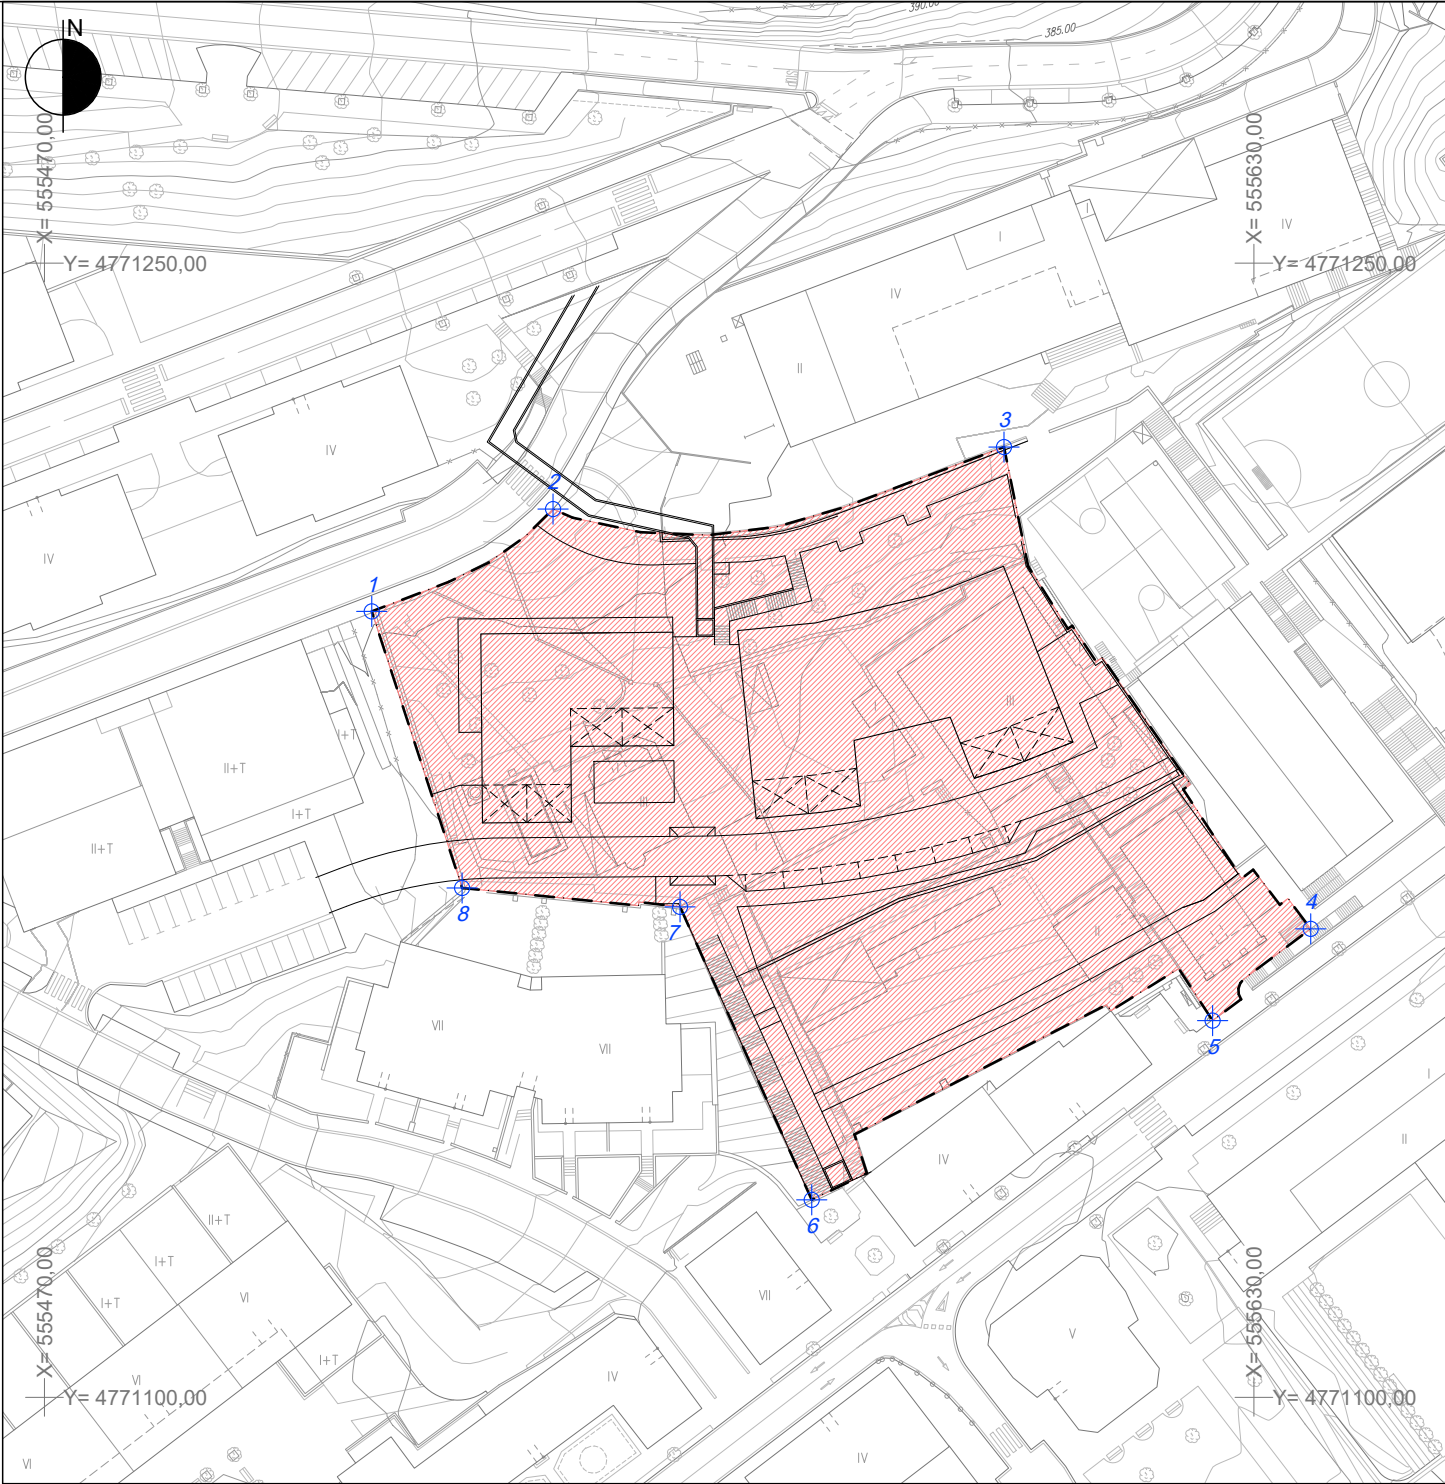 390.00
N
385.00
X= 555470,00
X= 555630,00
I
IV
I
Y= 4771250,00
Y= 4771250,00
IV
II
3
IV
2
IV
1
III
I
I+T
II+T
III
I+T
II+T
8
7
4
I
II
5
VII
VII
I
II
IV
6
II+T
I+T
X= 555470,00
X= 555630,00
VI
VII
I+T
V
I+T
VI
IV
Y= 4771100,00
Y= 4771100,00
VI
IV